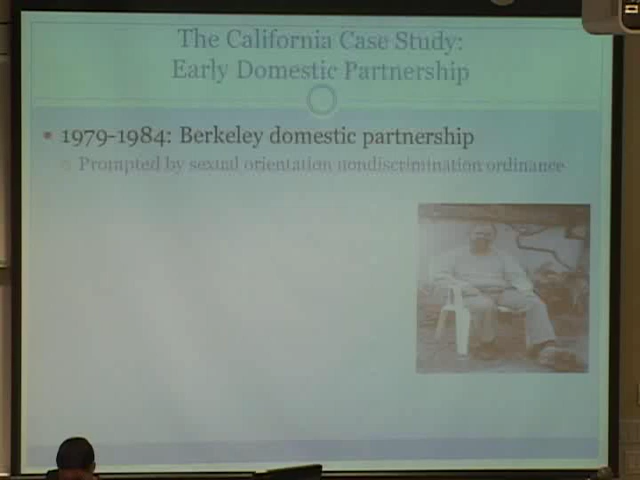 The California Case Study:
Early Domestic Partnership
1979-1984: Berkeley domestic partnership
Prompted by sexual orientation nondiscrimination ordinance